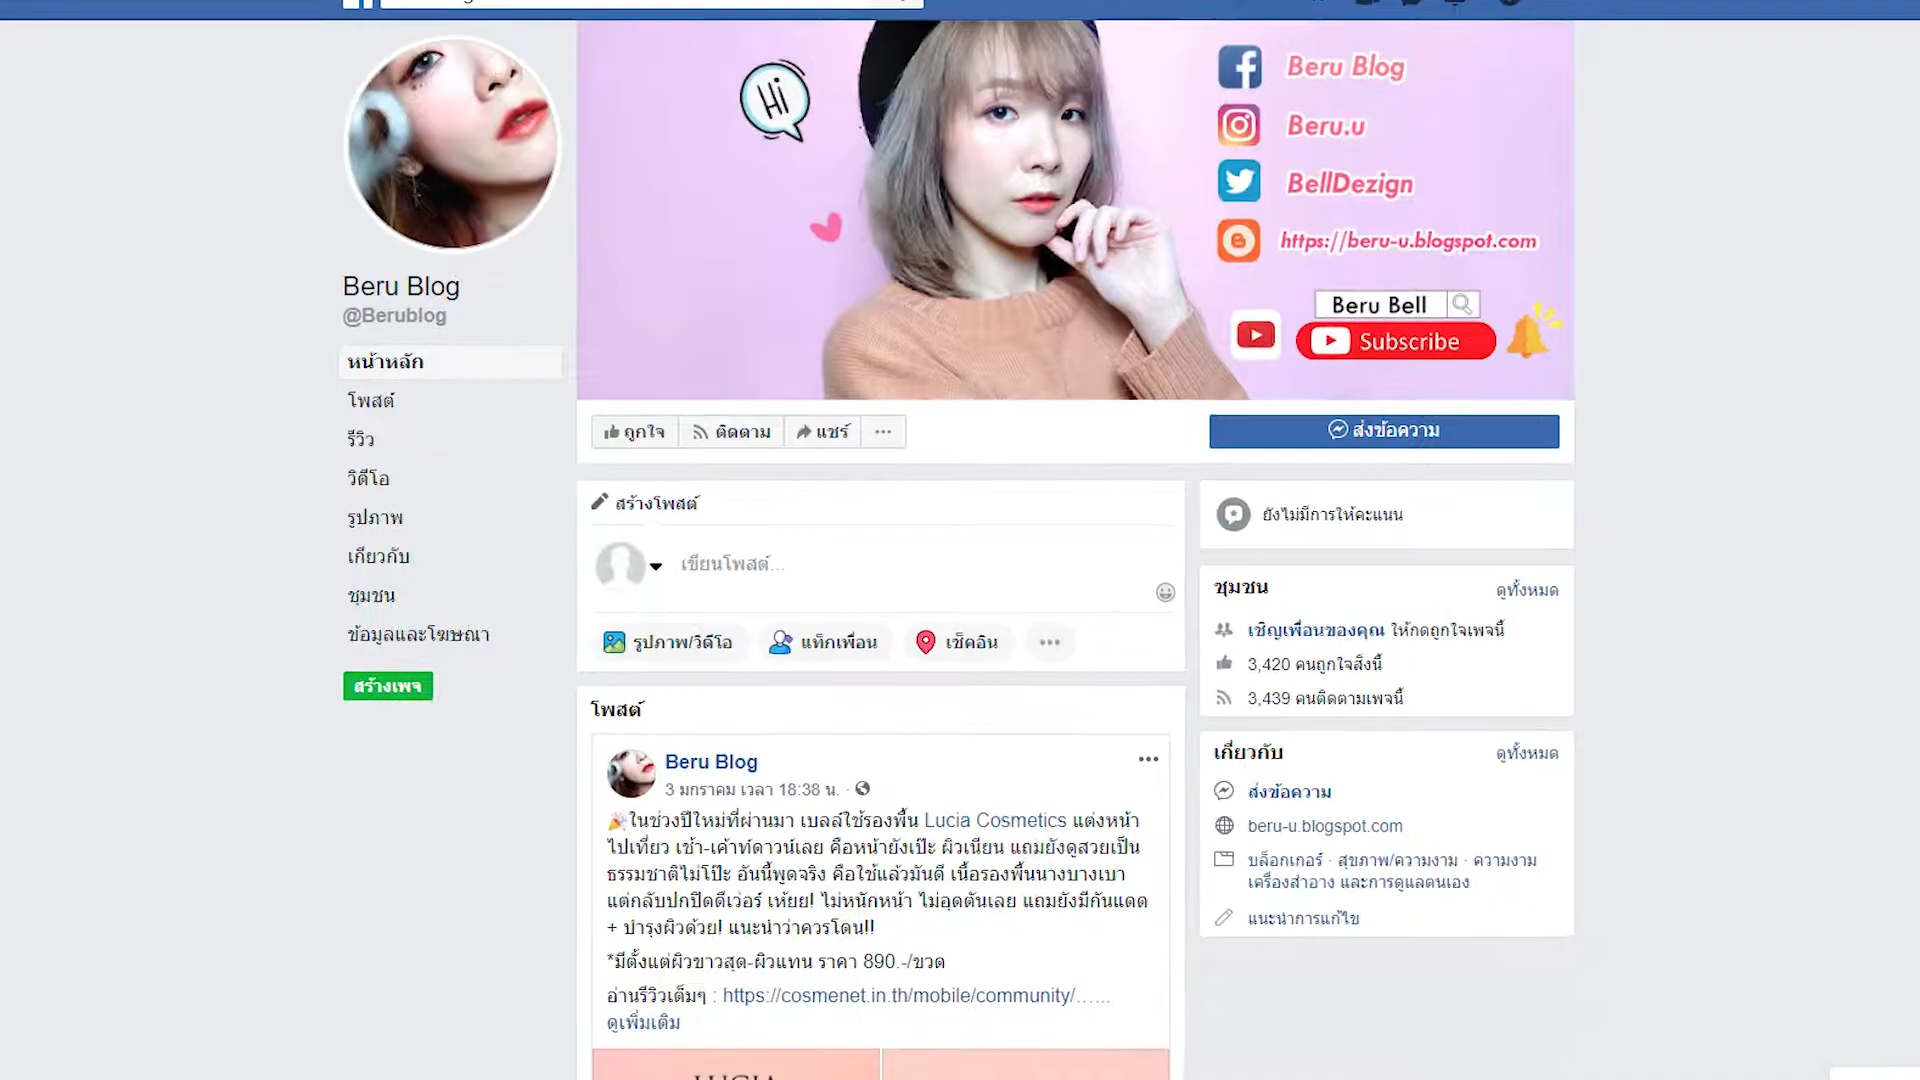 Hi
Beru Blog
Beru.u
BellDezign
https://beru-u.blogspot.com
Beru Bell
Subscribe
Beru Blog
@Berublog
หน้าหลัก
โพสต์
รีวิว
วิดีโอ
รูปภาพ
เกี่ยวกับ
ชุมชน
ข้อมูลและโฆษณา
สร้างเพจ
ถูกใจ
ติดตาม
แชร์
ส่งข้อความ
สร้างโพสต์
เขียนโพสต์...
รูปภาพ/วิดีโอ
แท็กเพื่อน
เช็คอิน
โพสต์
Beru Blog
3 มกราคม เวลา 18:38 น. ·
ในช่วงปีใหม่ที่ผ่านมา เบลล์ใช้รองพื้น Lucia Cosmetics แต่งหน้า
ไปเที่ยว เช้า-เค้าท์ดาวน์เลย คือหน้ายังเป๊ะ ผิวเนียน แถมยังดูสวยเป็น
ธรรมชาติไม่โป๊ะ อันนี้พูดจริง คือใช้แล้วมันดี เนื้อรองพื้นนางบางเบา
แต่กลับปกปิดดีเว่อร์ เห้ยย! ไม่หนักหน้า ไม่อุดตันเลย แถมยังมีกันแดด
+ บำรุงผิวด้วย! แนะนำว่าควรโดน!!
*มีตั้งแต่ผิวขาวสุด-ผิวแทน ราคา 890.-/ขวด
อ่านรีวิวเต็มๆ : https://cosmenet.in.th/mobile/community/......
ดูเพิ่มเติม
ยังไม่มีการให้คะแนน
ชุมชน
ดูทั้งหมด
เชิญเพื่อนของคุณ ให้กดถูกใจเพจนี้
3,420 คนถูกใจสิ่งนี้
3,439 คนติดตามเพจนี้
เกี่ยวกับ
ดูทั้งหมด
ส่งข้อความ
beru-u.blogspot.com
บล็อกเกอร์ · สุขภาพ/ความงาม · ความงาม
เครื่องสำอาง และการดูแลตนเอง
แนะนำการแก้ไข